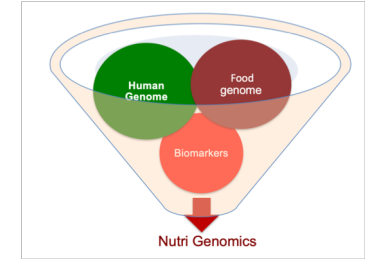 Human
Genome
Food
genome
Biomarkers
Nutri Genomics